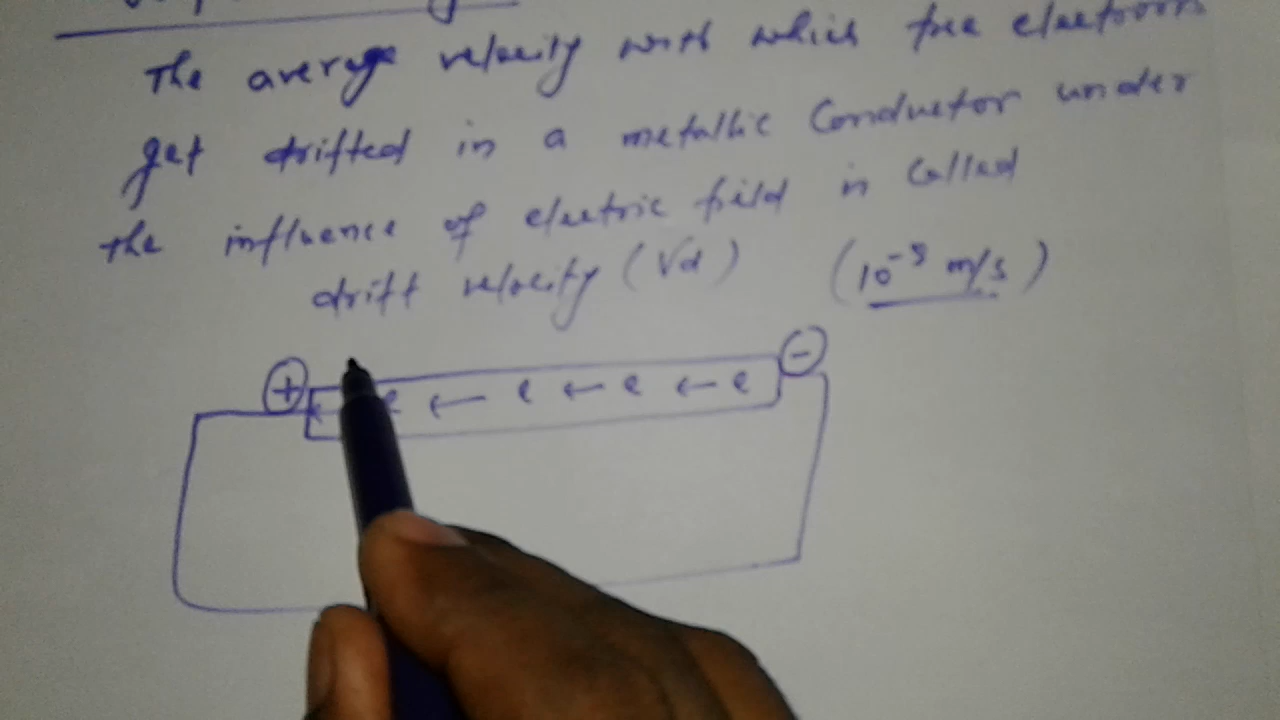 The average velocity with which free electrons
get drifted in a metallic Conductor under
the influence of electric field is Called
drift velocity (Vd) (10⁻³ m/s)
+ e ← e ← e ← e −